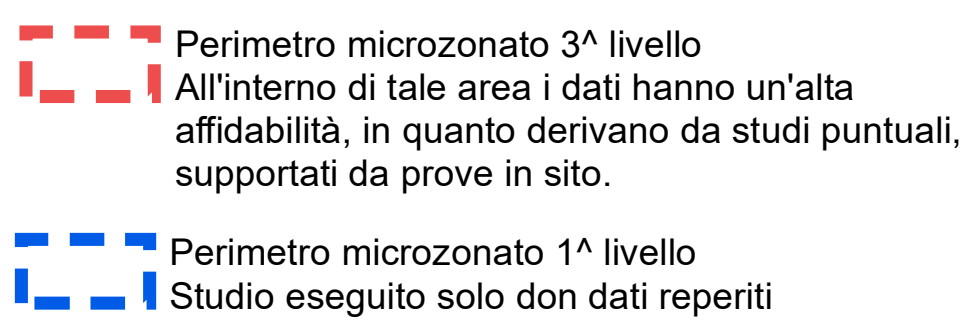 Perimetro microzonato 3^ livello
All'interno di tale area i dati hanno un'alta
affidabilità, in quanto derivano da studi puntuali,
supportati da prove in sito.
Perimetro microzonato 1^ livello
Studio eseguito solo don dati reperiti